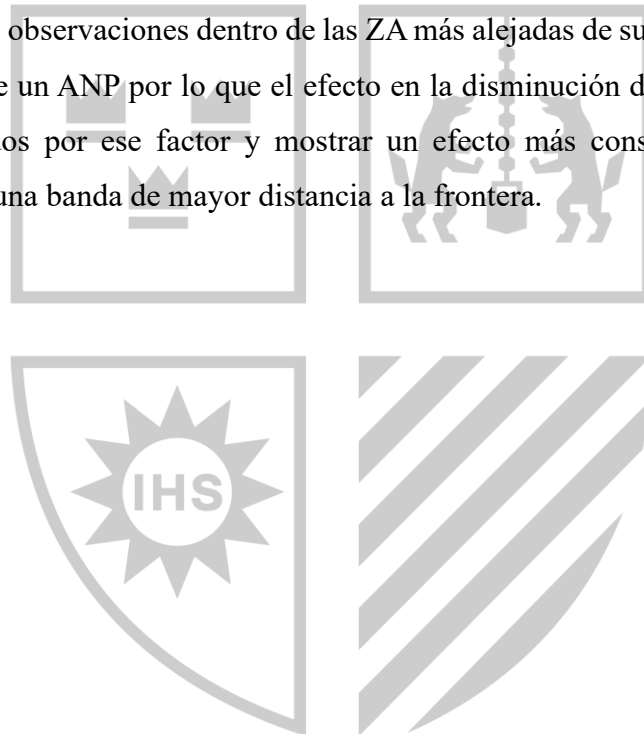 observaciones dentro de las ZA más alejadas de su
e un ANP por lo que el efecto en la disminución d
os por ese factor y mostrar un efecto más cons
una banda de mayor distancia a la frontera.
IHS